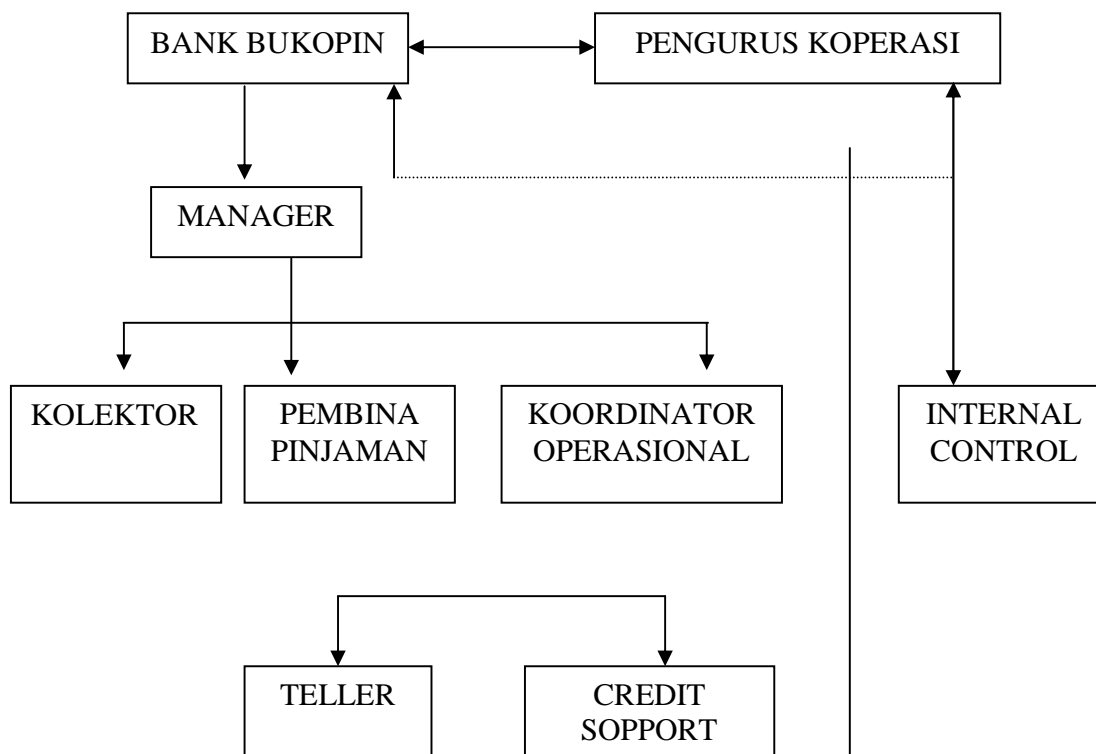 BANK BUKOPIN
PENGURUS KOPERASI
MANAGER
KOLEKTOR
PEMBINA
PINJAMAN
KOORDINATOR
OPERASIONAL
INTERNAL
CONTROL
TELLER
CREDIT
SOPPORT